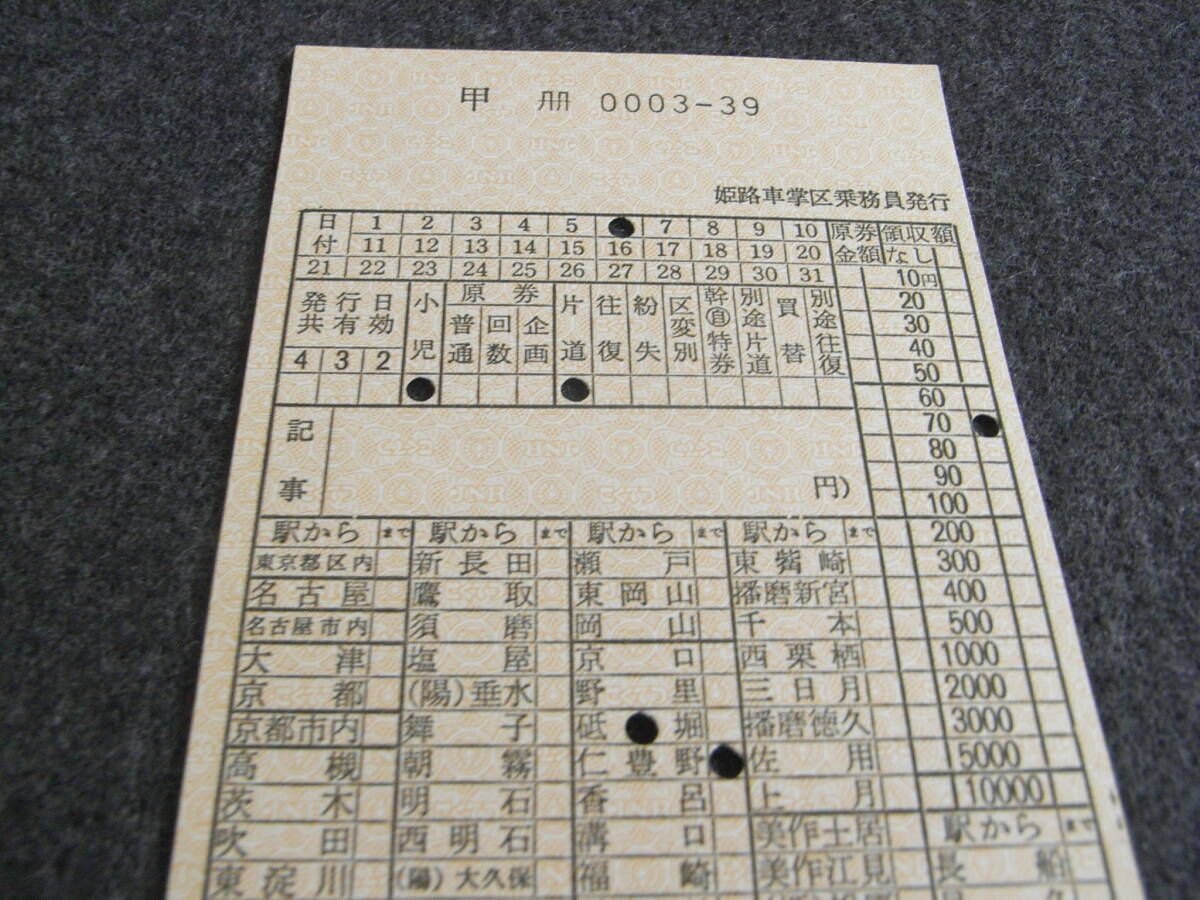 甲 冊 0003-39
姫路車掌区乗務員発行
日付 1 2 3 4 5 7 8 9 10 原券金額 領収額
11 12 13 14 15 16 17 18 19 20 なし
21 22 23 24 25 26 27 28 29 30 31 10円
発行日共有効 小児 原券 片道 往復 紛失 区変別 幹㊐特券 別途片道 買替 別途往復 20
普通 回数 企画 30
40
4 3 2 50
60
記事 70
80
90
円) 100
駅から まで 駅から まで 駅から まで 駅から まで 200
東京都区内 新長田 瀬戸 東觜崎 300
名古屋 鷹取 東岡山 播磨新宮 400
名古屋市内 須磨 岡山 千本 500
大津 塩屋 京口 西栗栖 1000
京都 (陽)垂水 野里 三日月 2000
京都市内 舞子 砥堀 播磨徳久 3000
高槻 朝霧 仁豊野 佐用 5000
茨木 明石 香呂 上月 10000
吹田 西明石 溝口 美作土居 駅から まで
東淀川 (陽)大久保 福崎 美作江見 長船